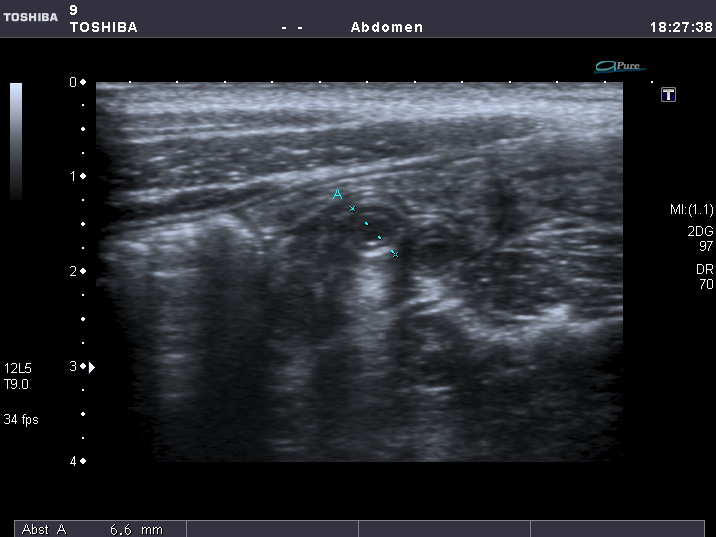 TOSHIBA
9
TOSHIBA - - Abdomen 18:27:38
aPure
T
0
1
2
3
4
A
MI:(1.1)
2DG
97
DR
70
12L5
T9.0
34 fps
Abst A 6.6 mm